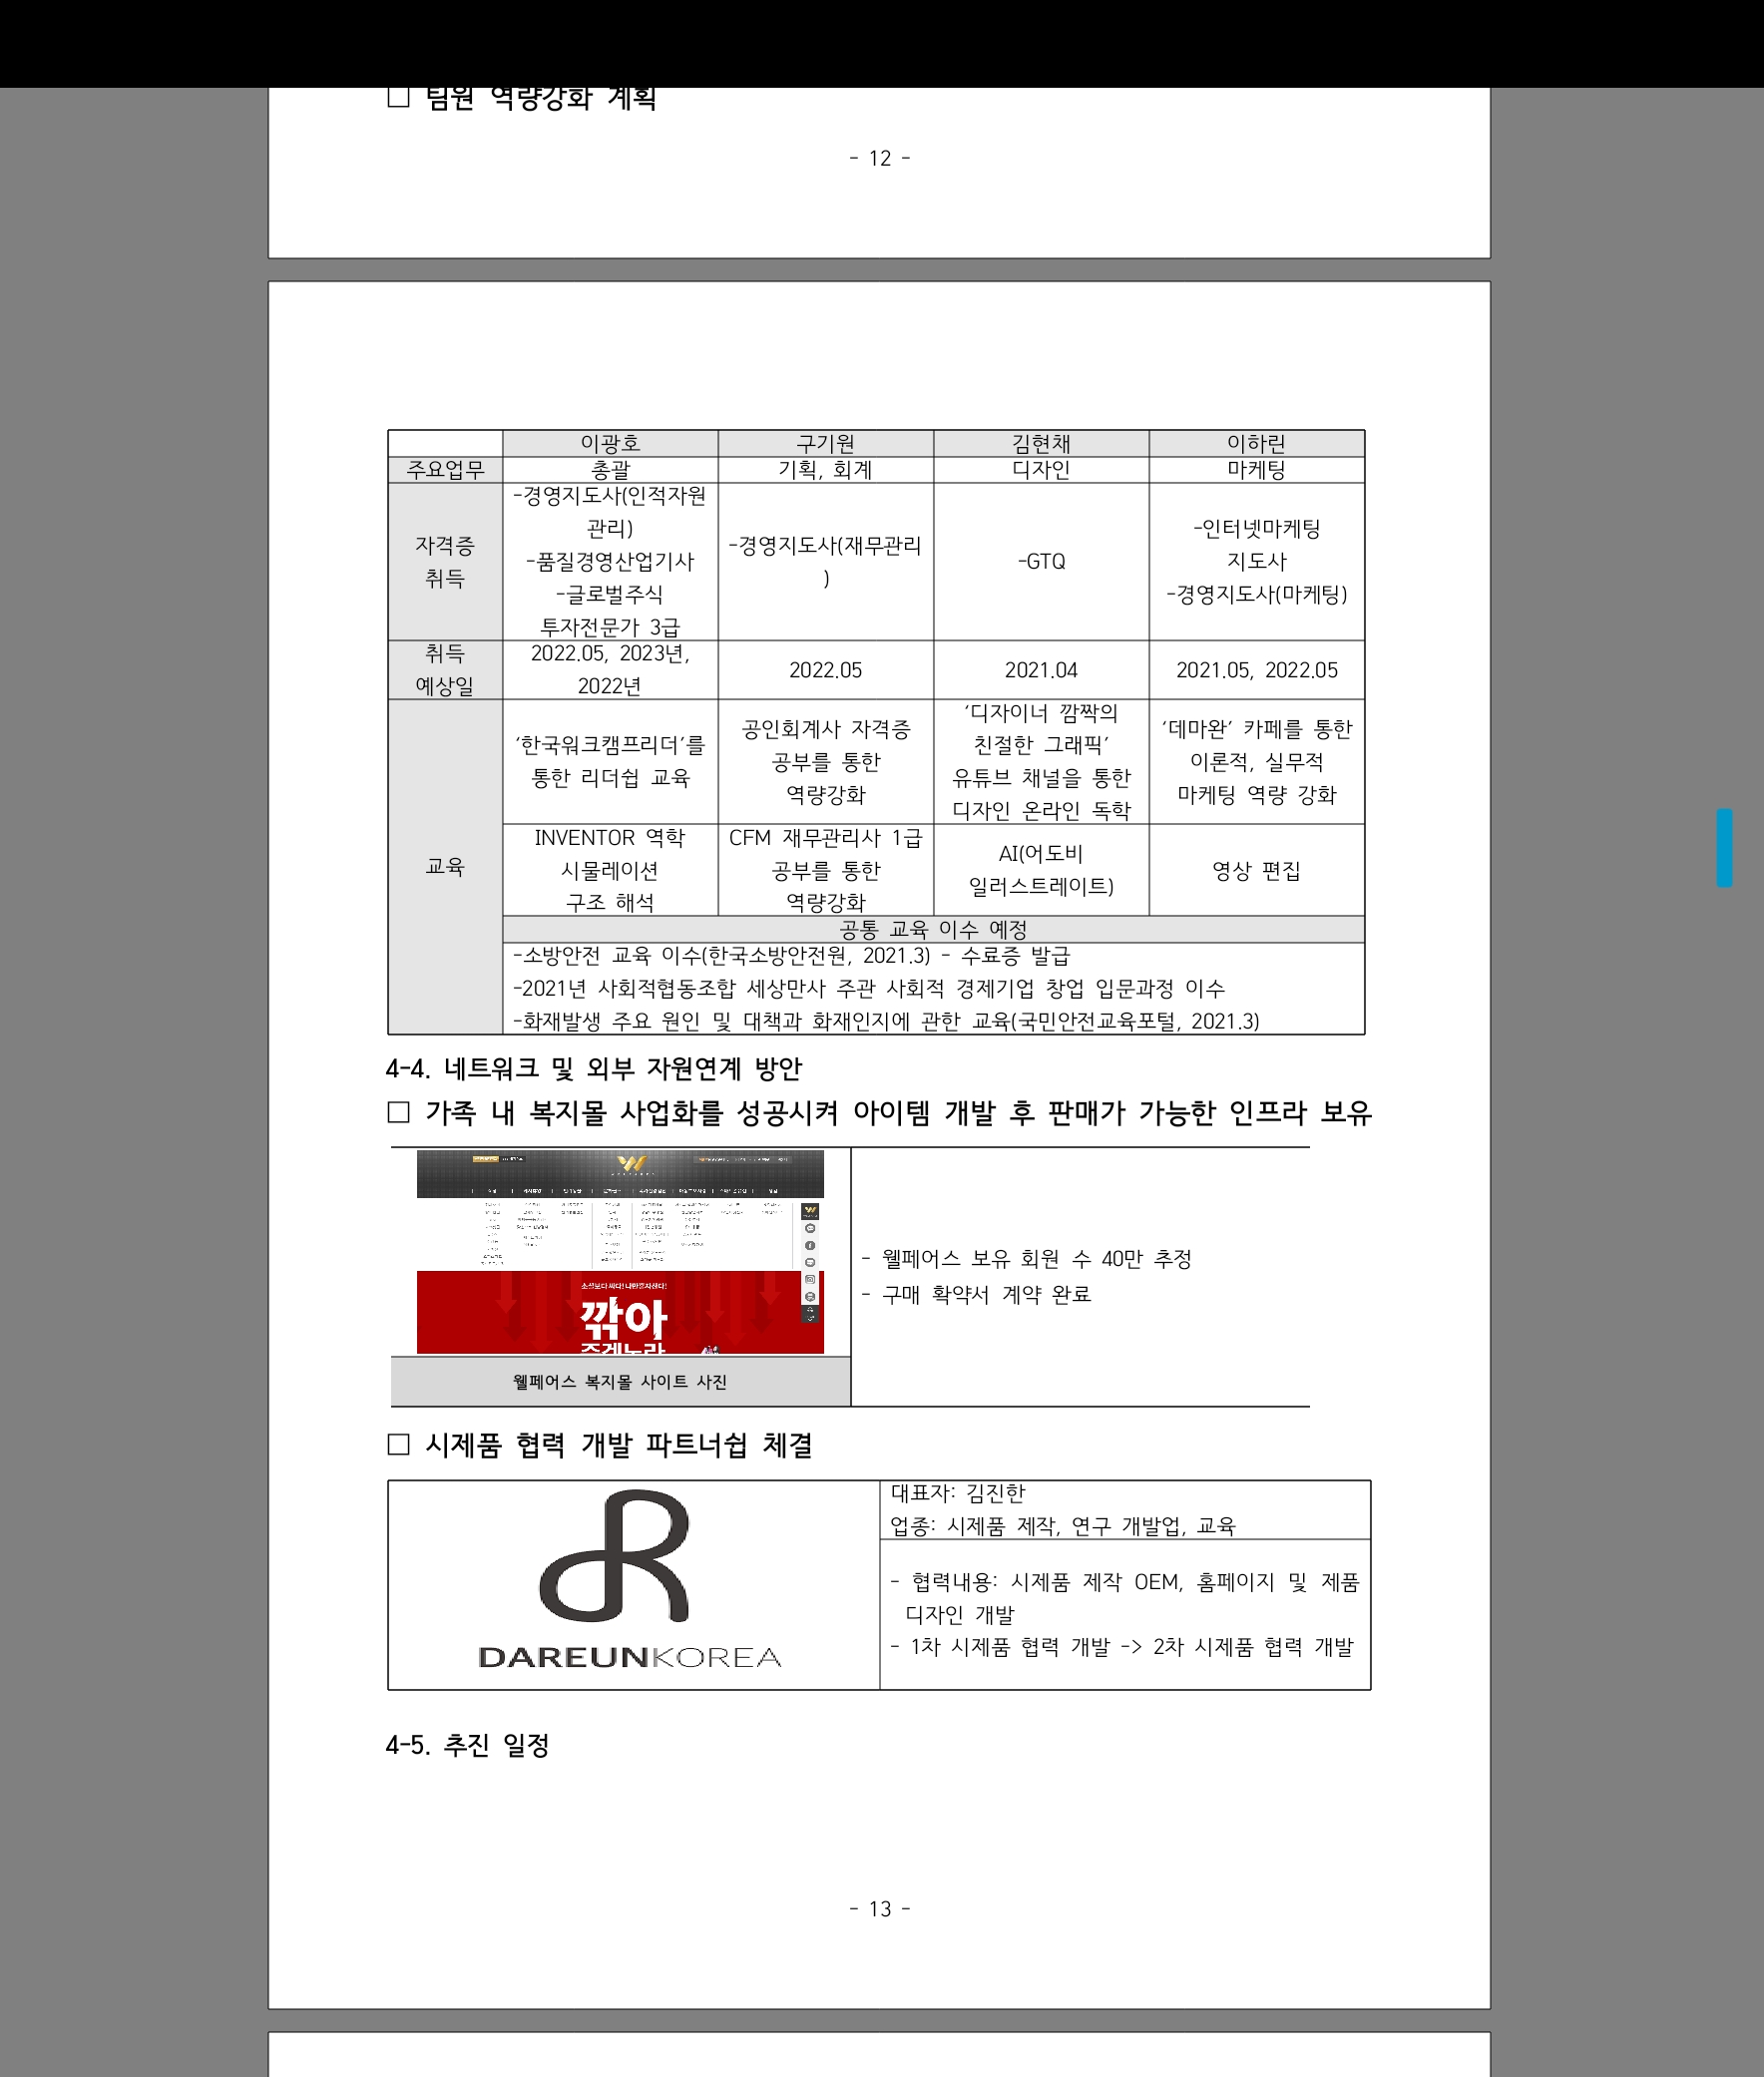 □ 팀원 역량강화 계획
- 12 -
이광호 구기원 김현채 이하린
주요업무 총괄 기획, 회계 디자인 마케팅
자격증
취득
-경영지도사(인적자원
관리)
-품질경영산업기사
-글로벌주식
투자전문가 3급
-경영지도사(재무관리
)
-GTQ
-인터넷마케팅
지도사
-경영지도사(마케팅)
취득
예상일
2022.05, 2023년,
2022년
2022.05
2021.04
2021.05, 2022.05
교육
'한국워크캠프리더'를
통한 리더쉽 교육
공인회계사 자격증
공부를 통한
역량강화
'디자이너 깜짝의
친절한 그래픽'
유튜브 채널을 통한
디자인 온라인 독학
'데마완' 카페를 통한
이론적, 실무적
마케팅 역량 강화
INVENTOR 역학
시물레이션
구조 해석
CFM 재무관리사 1급
공부를 통한
역량강화
AI(어도비
일러스트레이트)
영상 편집
공통 교육 이수 예정
-소방안전 교육 이수(한국소방안전원, 2021.3) - 수료증 발급
-2021년 사회적협동조합 세상만사 주관 사회적 경제기업 창업 입문과정 이수
-화재발생 주요 원인 및 대책과 화재인지에 관한 교육(국민안전교육포털, 2021.3)
4-4. 네트워크 및 외부 자원연계 방안
□ 가족 내 복지몰 사업화를 성공시켜 아이템 개발 후 판매가 가능한 인프라 보유
소셜보다 싸다! 나만혼자싼다!
깎아
주겠노라
웰페어스 복지몰 사이트 사진
- 웰페어스 보유 회원 수 40만 추정
- 구매 확약서 계약 완료
□ 시제품 협력 개발 파트너쉽 체결
DAREUNKOREA
대표자: 김진한
업종: 시제품 제작, 연구 개발업, 교육
- 협력내용: 시제품 제작 OEM, 홈페이지 및 제품
디자인 개발
- 1차 시제품 협력 개발 -> 2차 시제품 협력 개발
4-5. 추진 일정
- 13 -